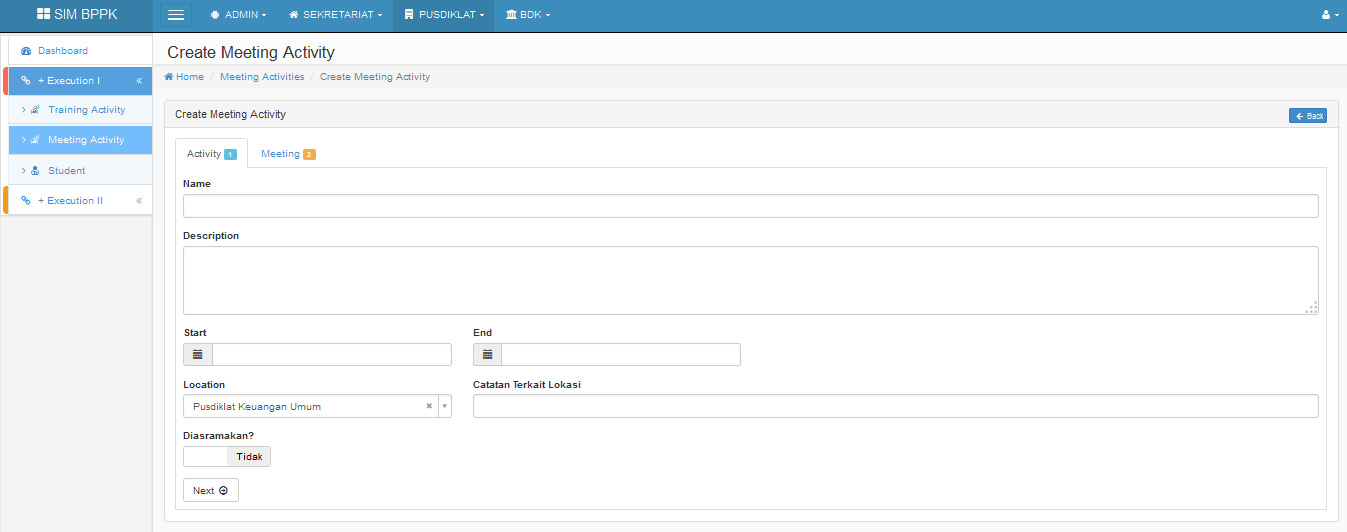 SIM BPPK
ADMIN
SEKRETARIAT
PUSDIKLAT
BDK
Dashboard
+ Execution I
Training Activity
Meeting Activity
Student
+ Execution II
Create Meeting Activity
Home / Meeting Activities / Create Meeting Activity
Create Meeting Activity
Back
Activity 1
Meeting 2
Name
Description
Start
End
Location
Catatan Terkait Lokasi
Pusdiklat Keuangan Umum
Diasramakan?
Tidak
Next